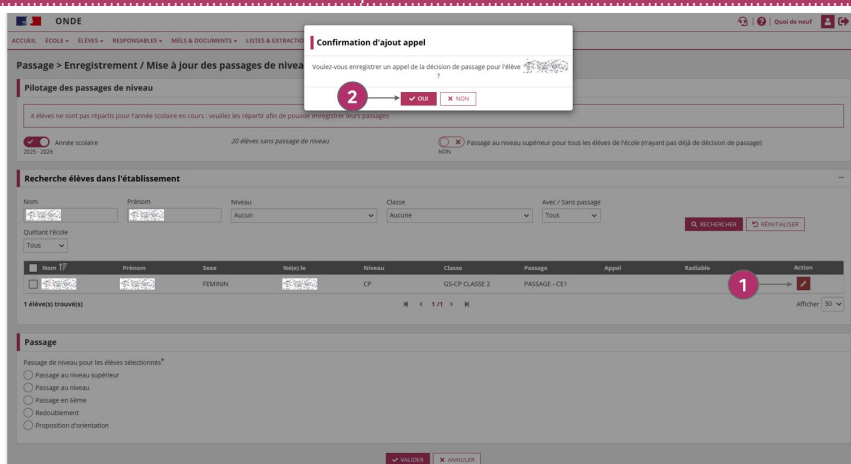 ONDE
Quoi de neuf
ACCUEIL ÉCOLE ÉLÈVES RESPONSABLES MÉLS & DOCUMENTS LISTES & EXTRACTIO
Confirmation d'ajout appel
Voulez-vous enregistrer un appel de la décision de passage pour l'élève
?
2
OUI NON
Passage > Enregistrement / Mise à jour des passages de nivea
Pilotage des passages de niveau
4 élèves ne sont pas répartis pour l'année scolaire en cours : veuillez les répartir afin de pouvoir enregistrer leurs passages
Année scolaire
2025 - 2026
20 élèves sans passage de niveau
NON
Passage au niveau supérieur pour tous les élèves de l'école (n'ayant pas déjà de décision de passage)
Recherche élèves dans l'établissement
Nom Prénom Niveau Classe Avec / Sans passage
Aucun Aucune Tous
RECHERCHER RÉINITIALISER
Quittant l'école
Tous
Nom Prénom Sexe Né(e) le Niveau Classe Passage Appel Radiable Action
FEMININ CP GS-CP CLASSE 2 PASSAGE - CE1
1
1 élève(s) trouvé(s) 1 /1 Afficher 30
Passage
Passage de niveau pour les élèves sélectionnés*
Passage au niveau supérieur
Passage au niveau
Passage en 6ème
Redoublement
Proposition d'orientation
VALIDER ANNULER